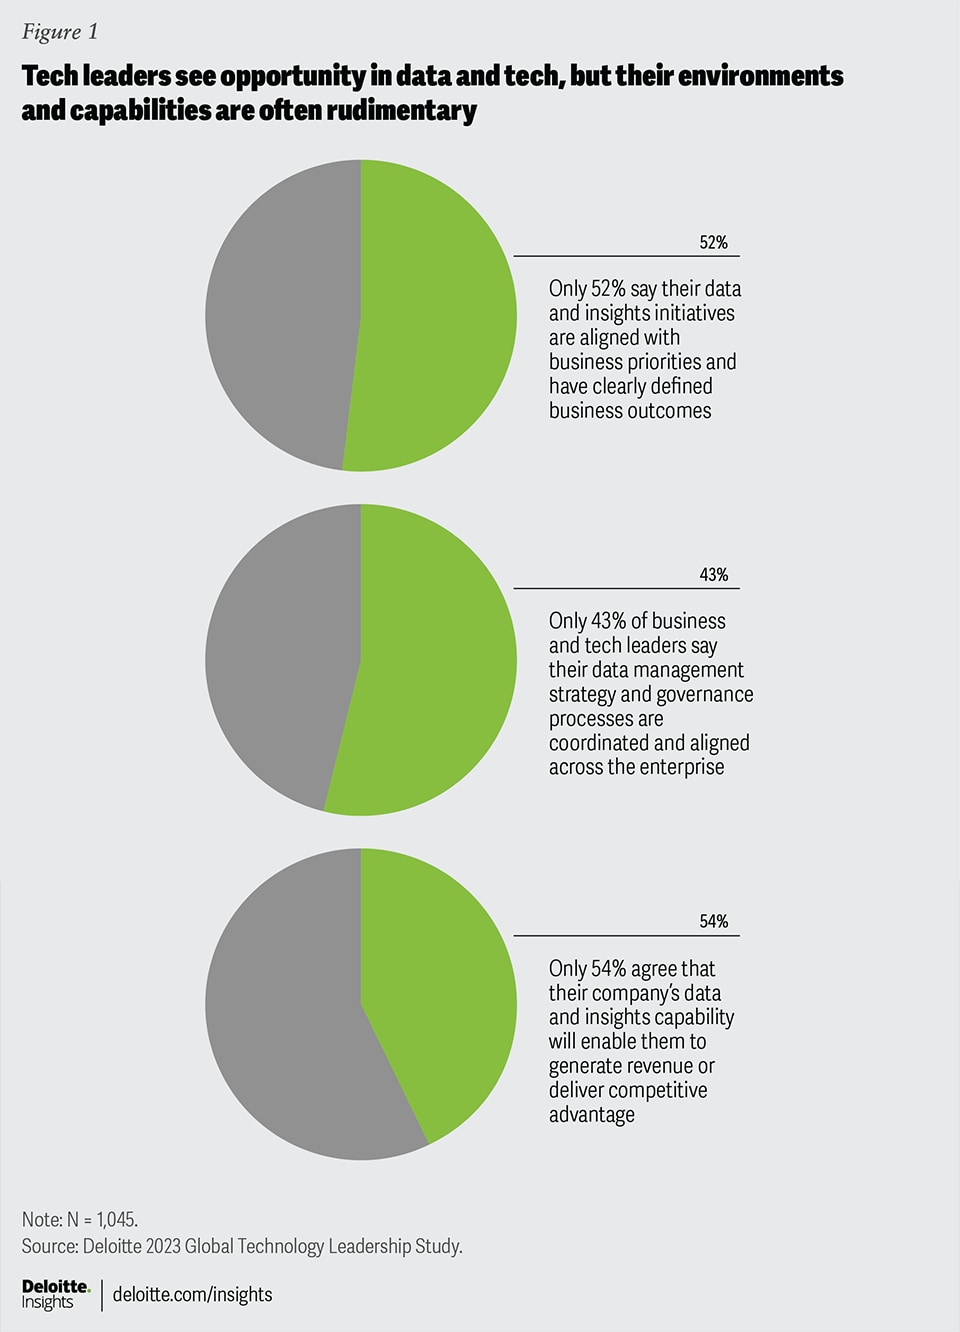 Figure 1
Tech leaders see opportunity in data and tech, but their environments
and capabilities are often rudimentary
52%
Only 52% say their data
and insights initiatives
are aligned with
business priorities and
have clearly defined
business outcomes
43%
Only 43% of business
and tech leaders say
their data management
strategy and governance
processes are
coordinated and aligned
across the enterprise
54%
Only 54% agree that
their company’s data
and insights capability
will enable them to
generate revenue or
deliver competitive
advantage
Note: N = 1,045.
Source: Deloitte 2023 Global Technology Leadership Study.
Deloitte.
Insights
deloitte.com/insights